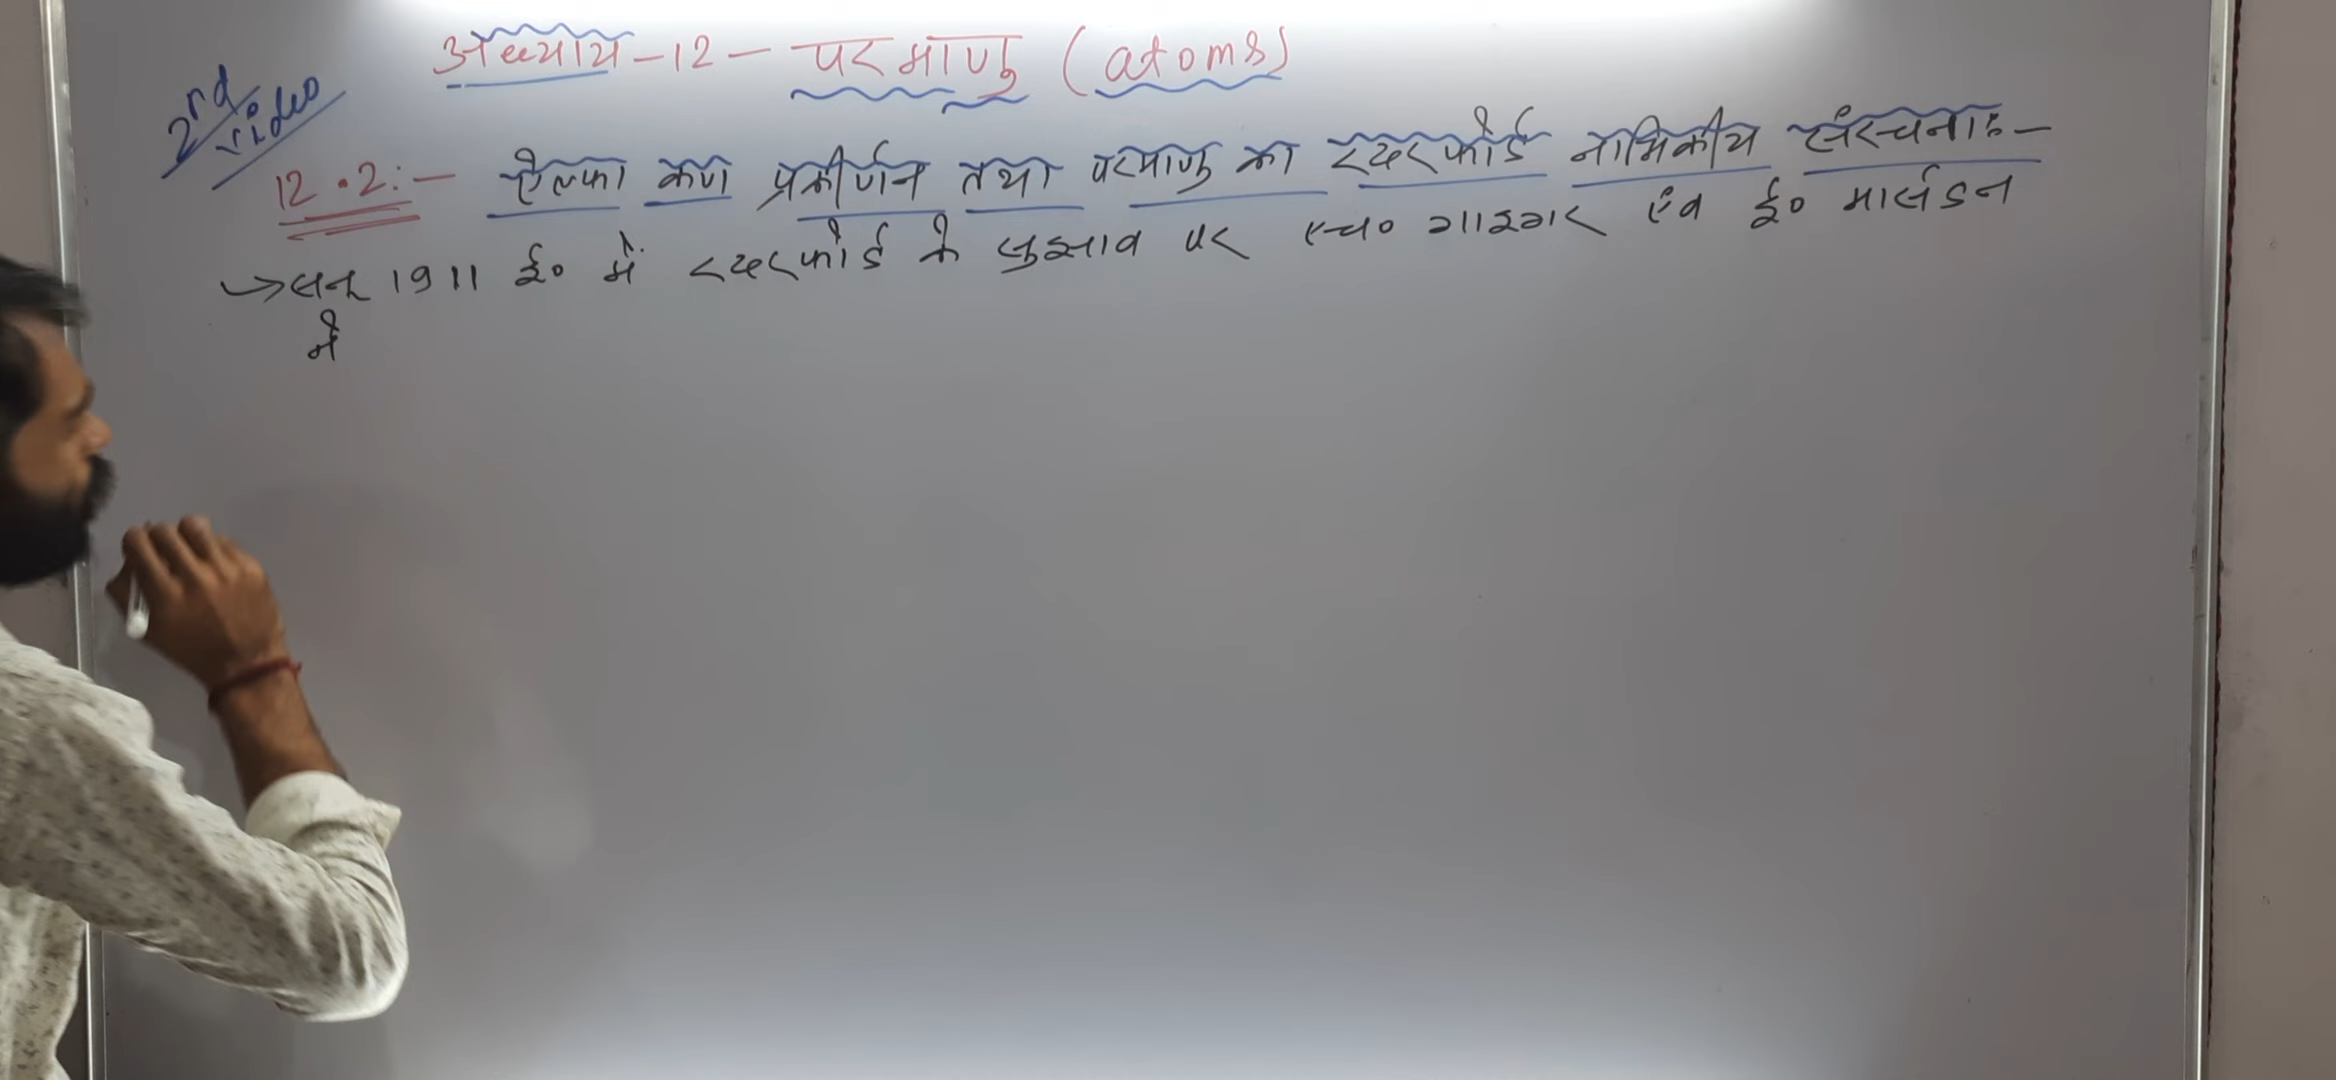 अध्याय-12- परमाणु (atoms)
2nd video
12.2:- ऐल्फा कण प्रकीर्णन तथा परमाणु का रदरफोर्ड नाभिकीय संरचना:-
→सन् 1911 ई० में रदरफोर्ड के सुझाव पर एच० गाइगर एंव ई० मार्सडन
ने